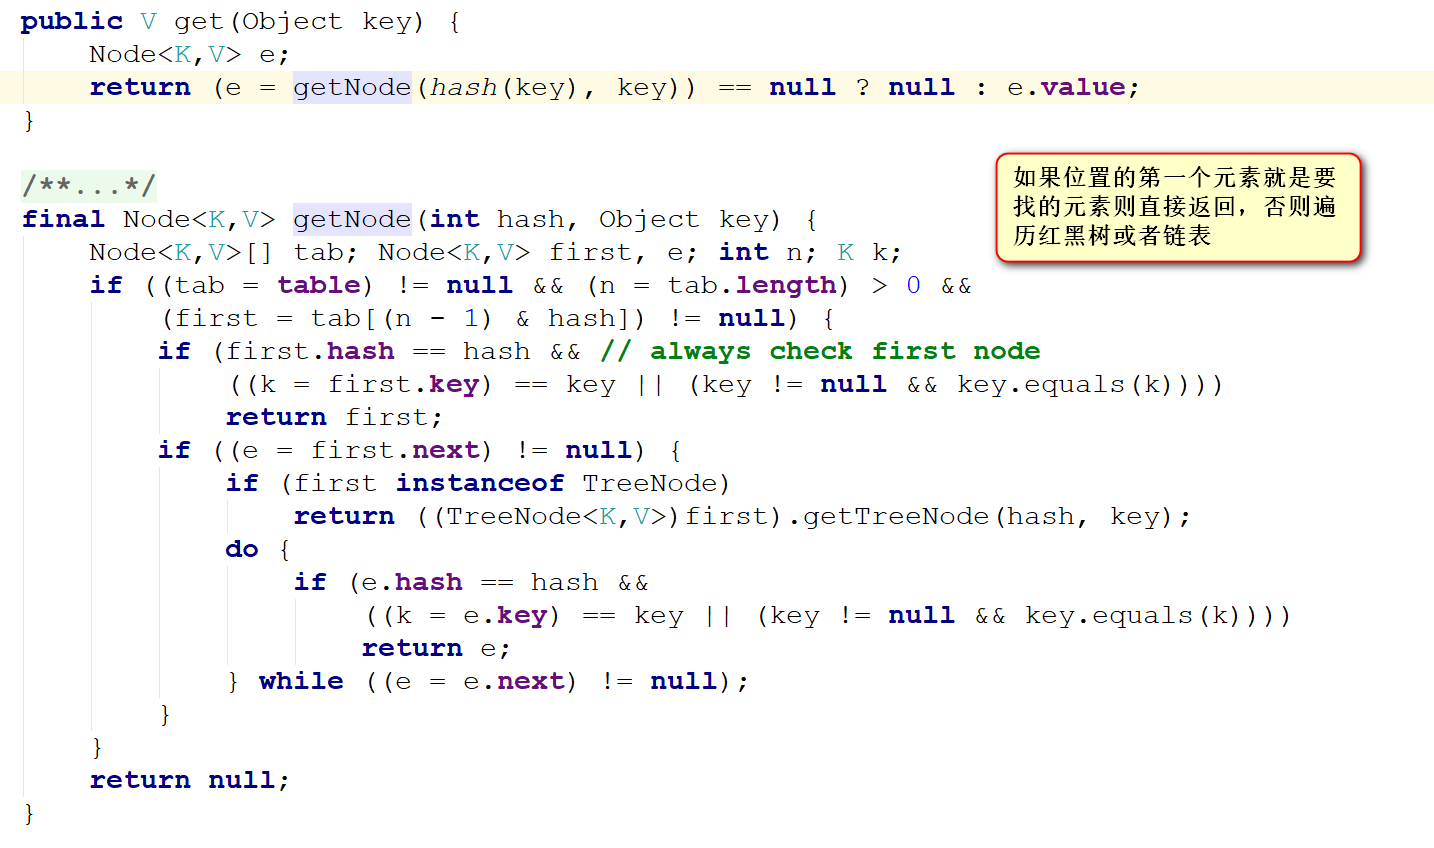 public V get(Object key) {
    Node<K,V> e;
    return (e = getNode(hash(key), key)) == null ? null : e.value;
}
/**...*/
final Node<K,V> getNode(int hash, Object key) {
    Node<K,V>[] tab; Node<K,V> first, e; int n; K k;
    if ((tab = table) != null && (n = tab.length) > 0 &&
        (first = tab[(n - 1) & hash]) != null) {
        if (first.hash == hash && // always check first node
            ((k = first.key) == key || (key != null && key.equals(k))))
            return first;
        if ((e = first.next) != null) {
            if (first instanceof TreeNode)
                return ((TreeNode<K,V>)first).getTreeNode(hash, key);
            do {
                if (e.hash == hash &&
                    ((k = e.key) == key || (key != null && key.equals(k))))
                    return e;
            } while ((e = e.next) != null);
        }
    }
    return null;
}
如果位置的第一个元素就是要
找的元素则直接返回，否则遍
历红黑树或者链表